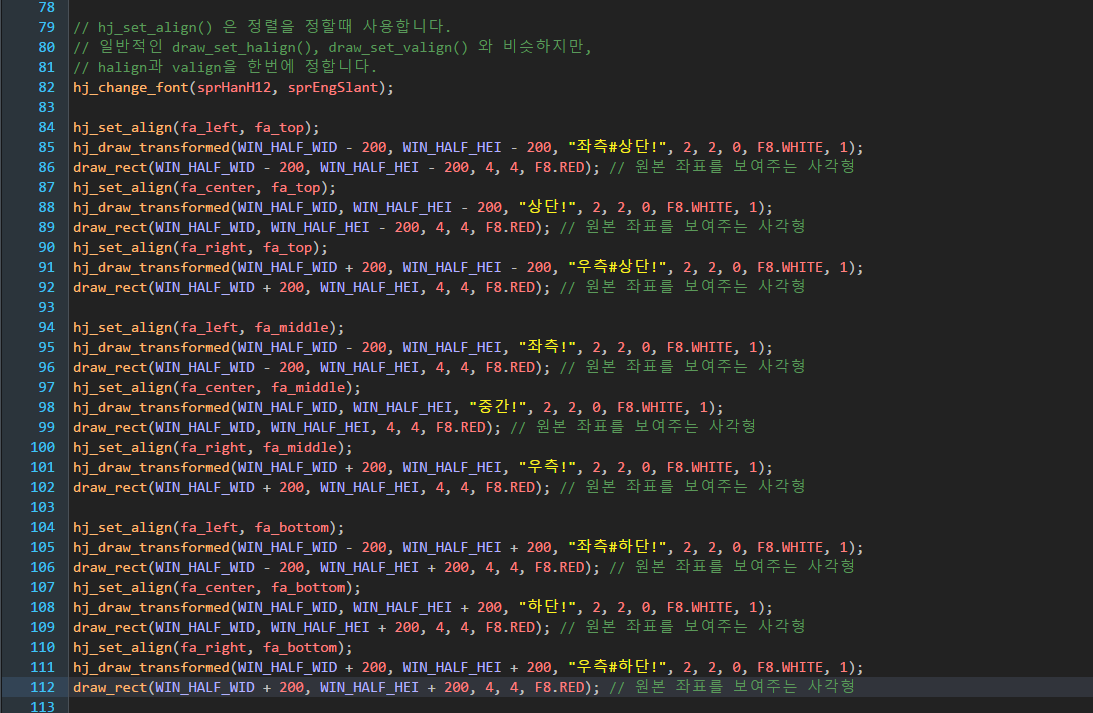 78
79 // hj_set_align() 은 정렬을 정할때 사용합니다.
80 // 일반적인 draw_set_halign(), draw_set_valign() 와 비슷하지만,
81 // halign과 valign을 한번에 정합니다.
82 hj_change_font(sprHanH12, sprEngSlant);
83
84 hj_set_align(fa_left, fa_top);
85 hj_draw_transformed(WIN_HALF_WID - 200, WIN_HALF_HEI - 200, "좌측#상단!", 2, 2, 0, F8.WHITE, 1);
86 draw_rect(WIN_HALF_WID - 200, WIN_HALF_HEI - 200, 4, 4, F8.RED); // 원본 좌표를 보여주는 사각형
87 hj_set_align(fa_center, fa_top);
88 hj_draw_transformed(WIN_HALF_WID, WIN_HALF_HEI - 200, "상단!", 2, 2, 0, F8.WHITE, 1);
89 draw_rect(WIN_HALF_WID, WIN_HALF_HEI - 200, 4, 4, F8.RED); // 원본 좌표를 보여주는 사각형
90 hj_set_align(fa_right, fa_top);
91 hj_draw_transformed(WIN_HALF_WID + 200, WIN_HALF_HEI - 200, "우측#상단!", 2, 2, 0, F8.WHITE, 1);
92 draw_rect(WIN_HALF_WID + 200, WIN_HALF_HEI, 4, 4, F8.RED); // 원본 좌표를 보여주는 사각형
93
94 hj_set_align(fa_left, fa_middle);
95 hj_draw_transformed(WIN_HALF_WID - 200, WIN_HALF_HEI, "좌측!", 2, 2, 0, F8.WHITE, 1);
96 draw_rect(WIN_HALF_WID - 200, WIN_HALF_HEI, 4, 4, F8.RED); // 원본 좌표를 보여주는 사각형
97 hj_set_align(fa_center, fa_middle);
98 hj_draw_transformed(WIN_HALF_WID, WIN_HALF_HEI, "중간!", 2, 2, 0, F8.WHITE, 1);
99 draw_rect(WIN_HALF_WID, WIN_HALF_HEI, 4, 4, F8.RED); // 원본 좌표를 보여주는 사각형
100 hj_set_align(fa_right, fa_middle);
101 hj_draw_transformed(WIN_HALF_WID + 200, WIN_HALF_HEI, "우측!", 2, 2, 0, F8.WHITE, 1);
102 draw_rect(WIN_HALF_WID + 200, WIN_HALF_HEI, 4, 4, F8.RED); // 원본 좌표를 보여주는 사각형
103
104 hj_set_align(fa_left, fa_bottom);
105 hj_draw_transformed(WIN_HALF_WID - 200, WIN_HALF_HEI + 200, "좌측#하단!", 2, 2, 0, F8.WHITE, 1);
106 draw_rect(WIN_HALF_WID - 200, WIN_HALF_HEI + 200, 4, 4, F8.RED); // 원본 좌표를 보여주는 사각형
107 hj_set_align(fa_center, fa_bottom);
108 hj_draw_transformed(WIN_HALF_WID, WIN_HALF_HEI + 200, "하단!", 2, 2, 0, F8.WHITE, 1);
109 draw_rect(WIN_HALF_WID, WIN_HALF_HEI + 200, 4, 4, F8.RED); // 원본 좌표를 보여주는 사각형
110 hj_set_align(fa_right, fa_bottom);
111 hj_draw_transformed(WIN_HALF_WID + 200, WIN_HALF_HEI + 200, "우측#하단!", 2, 2, 0, F8.WHITE, 1);
112 draw_rect(WIN_HALF_WID + 200, WIN_HALF_HEI + 200, 4, 4, F8.RED); // 원본 좌표를 보여주는 사각형
113